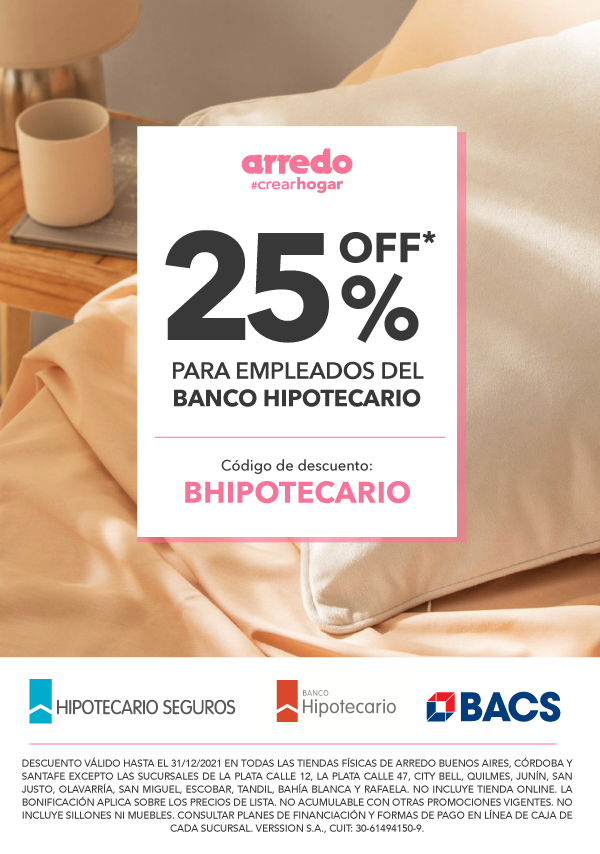 arredo
#crearhogar
25% OFF*
PARA EMPLEADOS DEL
BANCO HIPOTECARIO
Código de descuento:
BHIPOTECARIO
HIPOTECARIO SEGUROS
BANCO
Hipotecario
BACS
DESCUENTO VÁLIDO HASTA EL 31/12/2021 EN TODAS LAS TIENDAS FÍSICAS DE ARREDO BUENOS AIRES, CÓRDOBA Y
SANTAFE EXCEPTO LAS SUCURSALES DE LA PLATA CALLE 12, LA PLATA CALLE 47, CITY BELL, QUILMES, JUNÍN, SAN
JUSTO, OLAVARRÍA, SAN MIGUEL, ESCOBAR, TANDIL, BAHÍA BLANCA Y RAFAELA. NO INCLUYE TIENDA ONLINE. LA
BONIFICACIÓN APLICA SOBRE LOS PRECIOS DE LISTA. NO ACUMULABLE CON OTRAS PROMOCIONES VIGENTES. NO
INCLUYE SILLONES NI MUEBLES. CONSULTAR PLANES DE FINANCIACIÓN Y FORMAS DE PAGO EN LÍNEA DE CAJA DE
CADA SUCURSAL. VERSSION S.A., CUIT: 30-61494150-9.